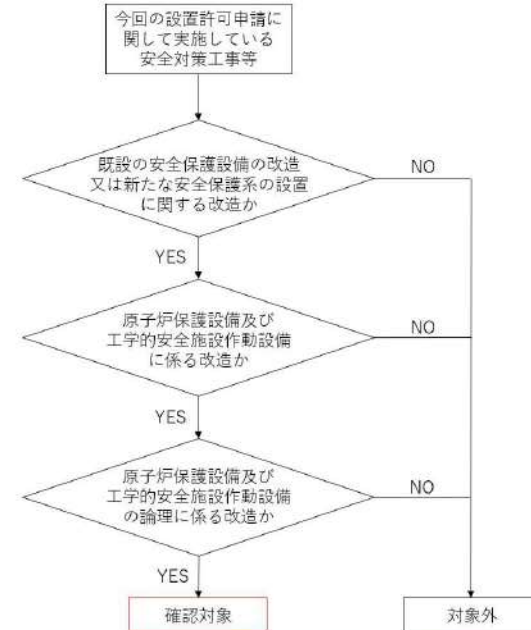 今回の設置許可申請に
関して実施している
安全対策工事等
既設の安全保護設備の改造
又は新たな安全保護系の設置
に関する改造か
NO
YES
原子炉保護設備及び
工学的安全施設作動設備
に係る改造か
NO
YES
原子炉保護設備及び
工学的安全施設作動設備
の論理に係る改造か
NO
YES
確認対象
対象外